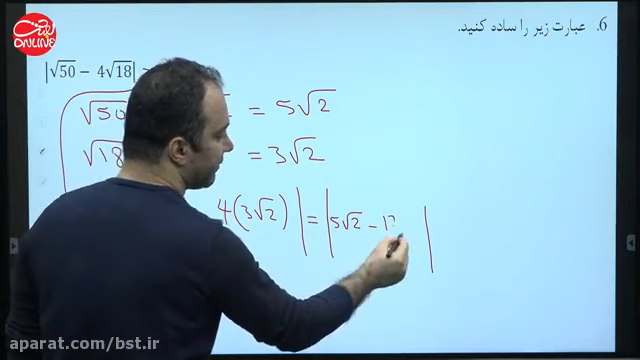 6. عبارت زیر را ساده کنید.
ONLINE
|√50 − 4√18| =
√50 = 5√2
√18 = 3√2
4(3√2)| = |5√2 − 1 |
aparat.com/bst.ir